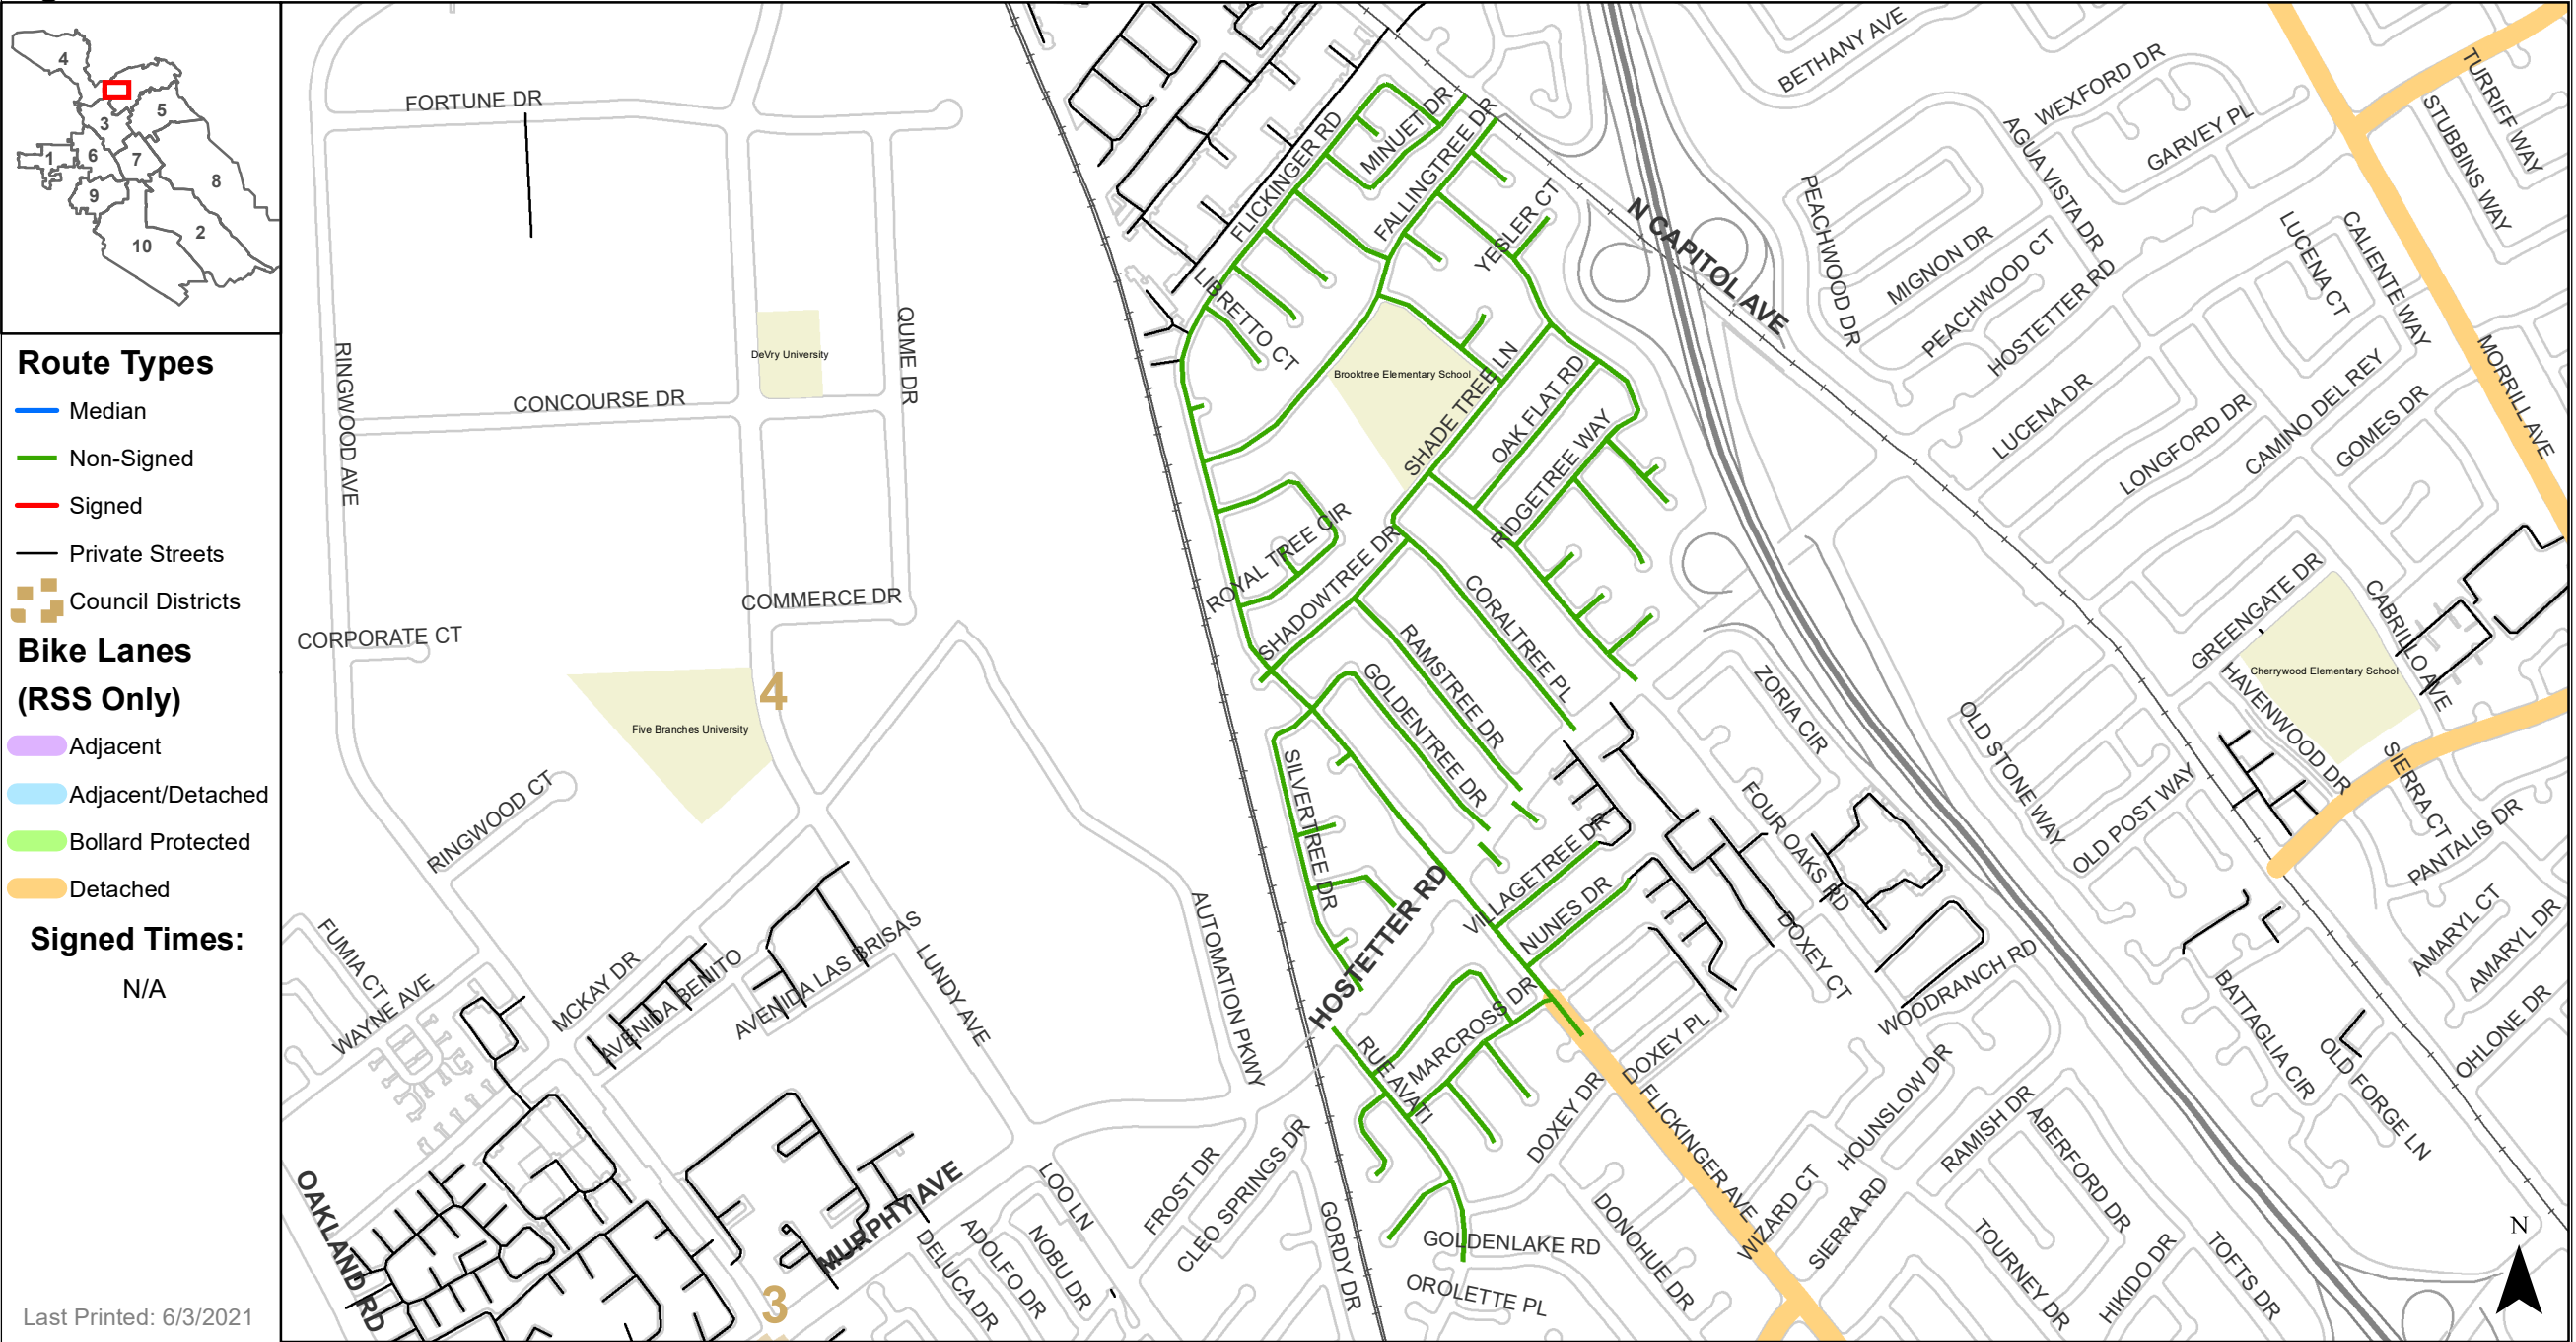 4
5
3
1
6
7
8
9
2
10
Route Types
Median
Non-Signed
Signed
Private Streets
Council Districts
Bike Lanes
(RSS Only)
Adjacent
Adjacent/Detached
Bollard Protected
Detached
Signed Times:
N/A
Last Printed: 6/3/2021
FORTUNE DR
RINGWOOD AVE
CONCOURSE DR
DeVry University
QUME DR
COMMERCE DR
CORPORATE CT
4
Five Branches University
RINGWOOD CT
FUMIA CT
WAYNE AVE
MCKAY DR
AVENIDA BENITO
AVENIDA LAS BRISAS
LUNDY AVE
AUTOMATION PKWY
OAKLAND RD
MURPHY AVE
3
DELUCA DR
ADOLFO DR
NOBU DR
LOO LN
FROST DR
CLEO SPRINGS DR
GORDY DR
FLICKINGER RD
MINUET DR
FALLINGTREE DR
YESLER CT
LIBRETTO CT
Brooktree Elementary School
SHADE TREE LN
OAK FLAT RD
RIDGETREE WAY
ROYAL TREE CIR
SHADOWTREE DR
CORALTREE PL
RAMSTREE DR
GOLDENTREE DR
SILVERTREE DR
VILLAGETREE DR
NUNES DR
HOSTETTER RD
MARCROSS DR
RUE AVATI
DOXEY PL
DOXEY DR
FLICKINGER AVE
GOLDENLAKE RD
OROLETTE PL
DONOHUE DR
WIZARD CT
SIERRA RD
HOUNSLOW DR
RAMISH DR
ABERFORD DR
TOURNEY DR
HIKIDO DR
TOFTS DR
N CAPITOL AVE
BETHANY AVE
WEXFORD DR
AGUA VISTA DR
GARVEY PL
PEACHWOOD DR
MIGNON DR
PEACHWOOD CT
HOSTETTER RD
TURRIFF WAY
STUBBINS WAY
LUCENA CT
CALIENTE WAY
MORRILL AVE
LUCENA DR
LONGFORD DR
CAMINO DEL REY
GOMES DR
GREENGATE DR
CABRILLO AVE
Cherrywood Elementary School
HAVENWOOD DR
SIERRA CT
ZORIA CIR
OLD STONE WAY
OLD POST WAY
FOUR OAKS RD
DOXEY CT
WOODRANCH RD
PANTALIS DR
AMARYL CT
AMARYL DR
BATTAGLIA CIR
OLD FORGE LN
OHLONE DR
N